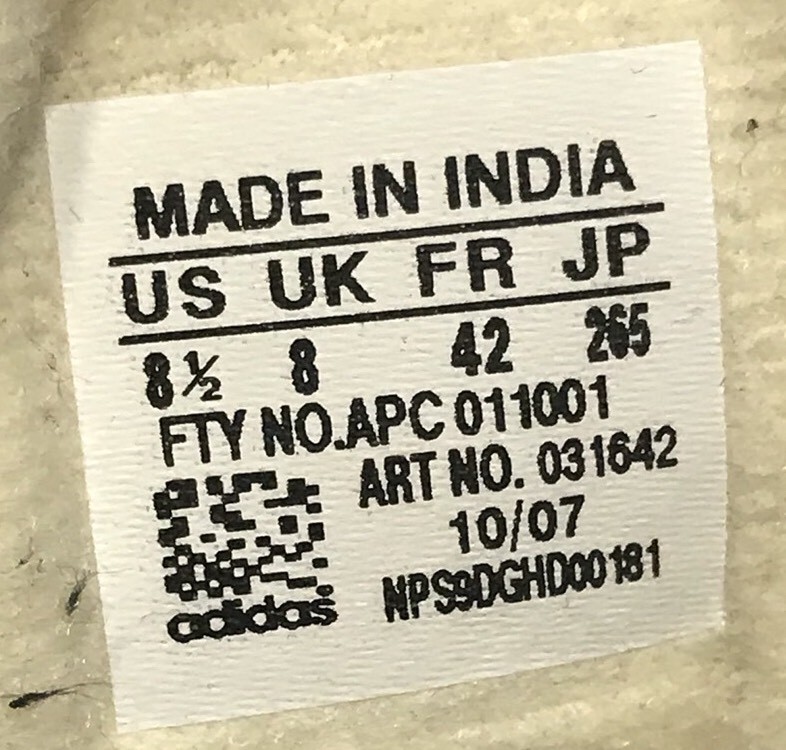 MADE IN INDIA
US UK FR JP
8½ 8 42 265
FTY NO.APC 011001
ART NO. 031642
10/07
NPS9DGHD00181
adidas